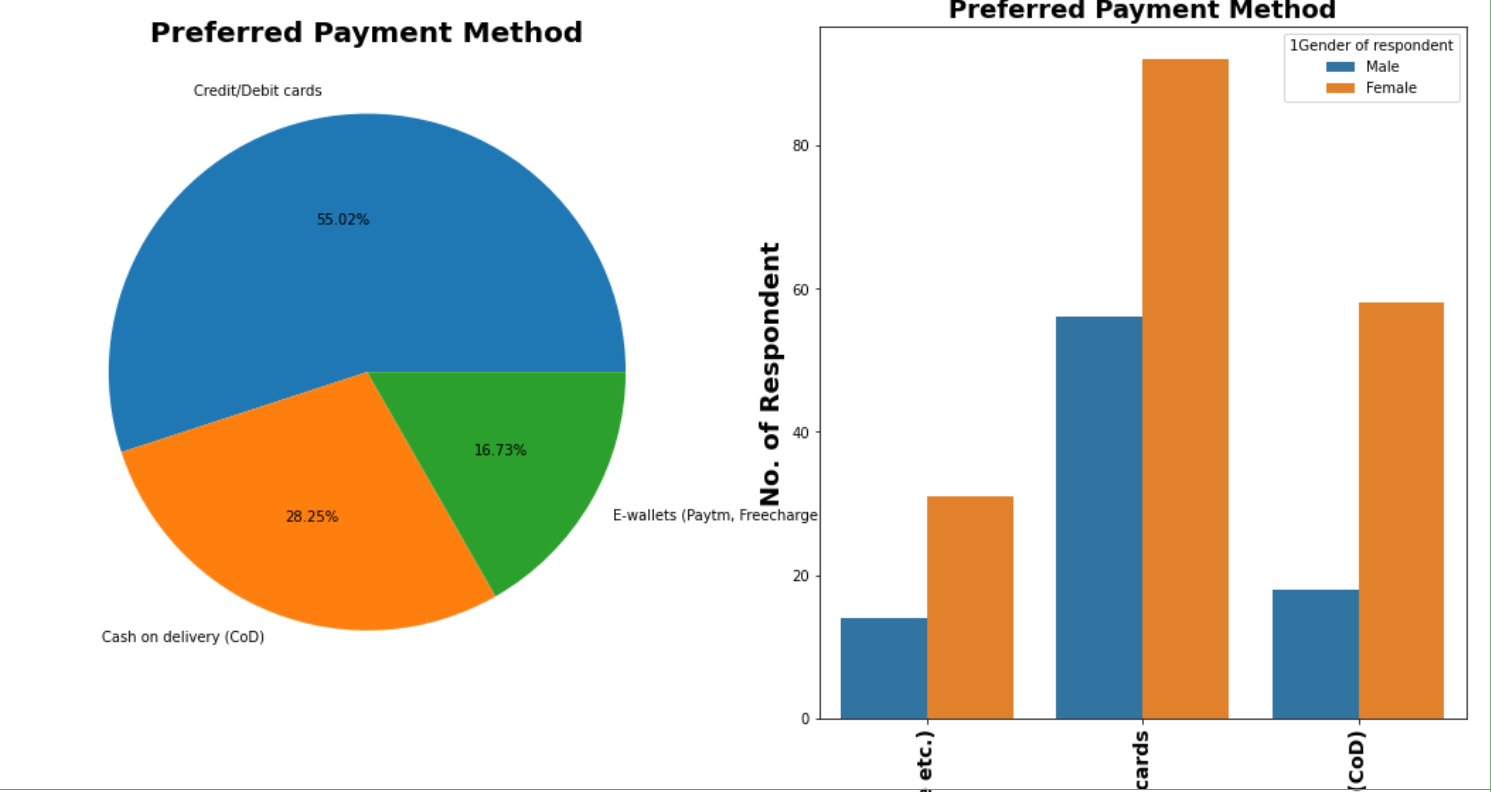 Preferred Payment Method
Credit/Debit cards
55.02%
16.73%
28.25%
E-wallets (Paytm, Freecharge
Cash on delivery (CoD)
Preferred Payment Method
1Gender of respondent
Male
Female
No. of Respondent
80
60
40
20
0
etc.)
cards
(CoD)